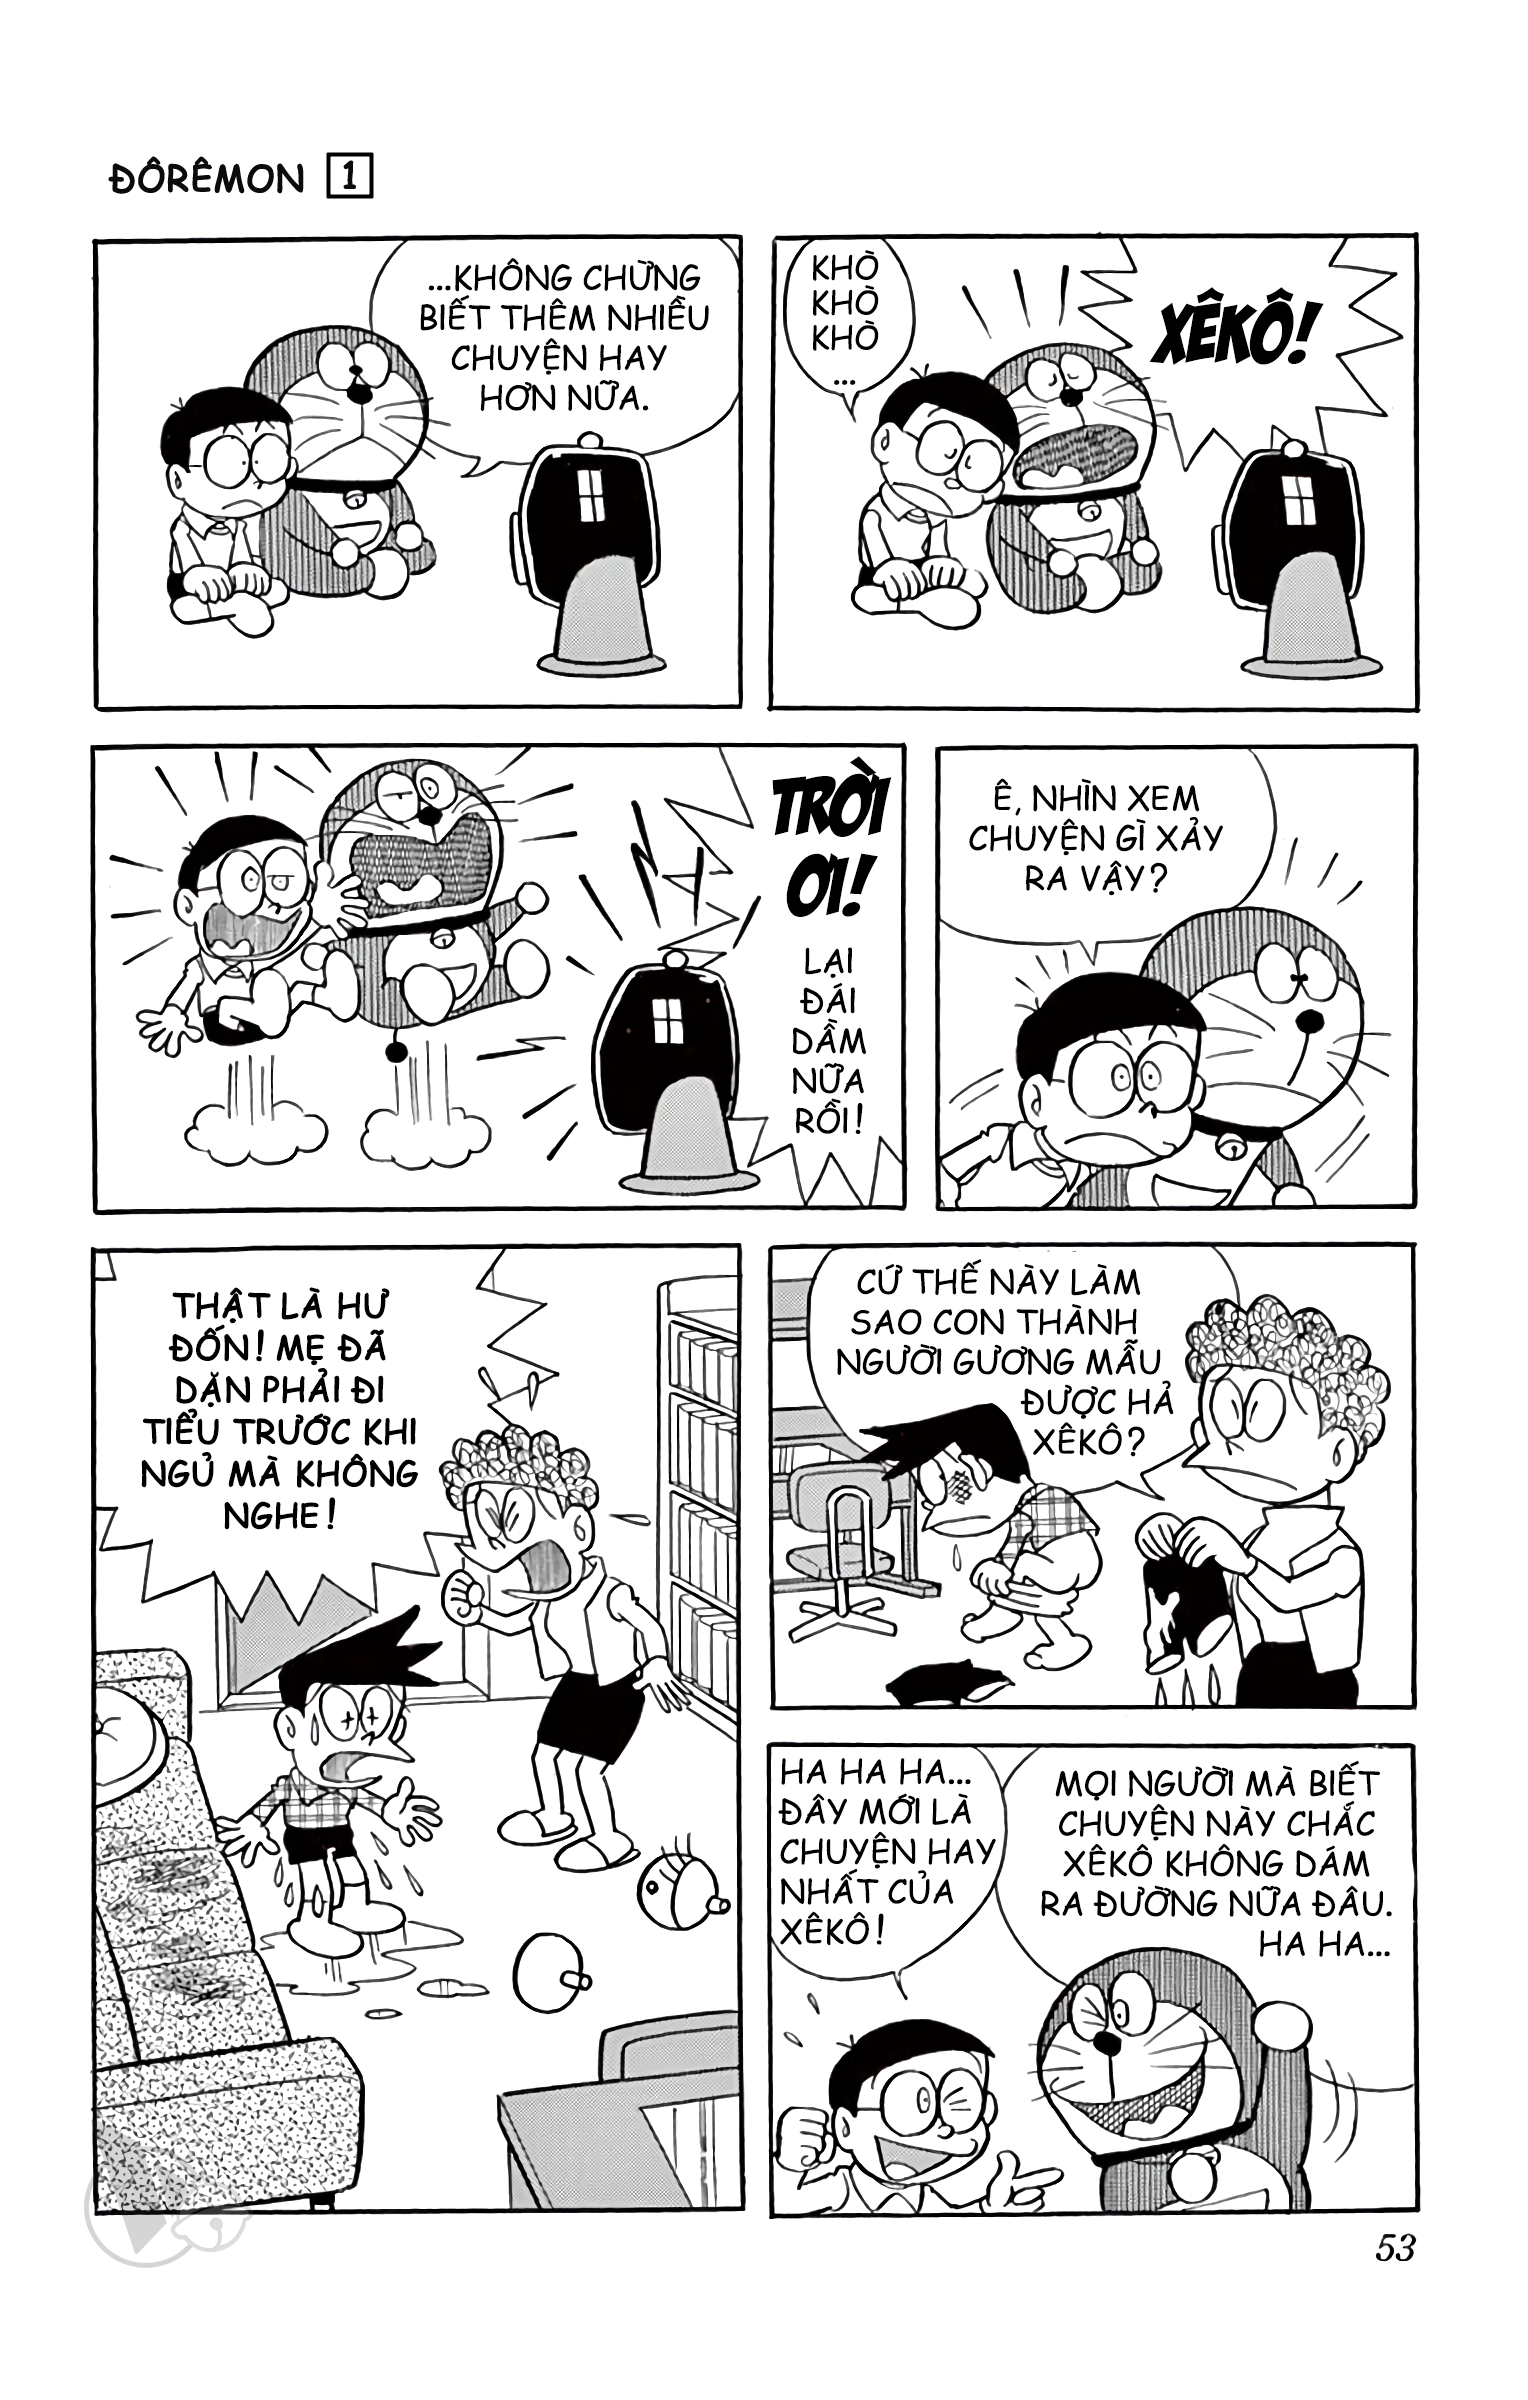 ĐÔRÊMON 1
...KHÔNG CHỪNG
BIẾT THÊM NHIỀU
CHUYỆN HAY
HƠN NỮA.
KHÒ
KHÒ
KHÒ
...
XÊKÔ!
TRỜI
ƠI!
LẠI
ĐÁI
DẦM
NỮA
RỒI!
Á
Ê, NHÌN XEM
CHUYỆN GÌ XẢY
RA VẬY?
THẬT LÀ HƯ
ĐỐN! MẸ ĐÃ
DẶN PHẢI ĐI
TIỂU TRƯỚC KHI
NGỦ MÀ KHÔNG
NGHE!
CỨ THẾ NÀY LÀM
SAO CON THÀNH
NGƯỜI GƯƠNG MẪU
ĐƯỢC HẢ
XÊKÔ?
HA HA HA...
ĐÂY MỚI LÀ
CHUYỆN HAY
NHẤT CỦA
XÊKÔ!
MỌI NGƯỜI MÀ BIẾT
CHUYỆN NÀY CHẮC
XÊKÔ KHÔNG DÁM
RA ĐƯỜNG NỮA ĐÂU.
HA HA...
53